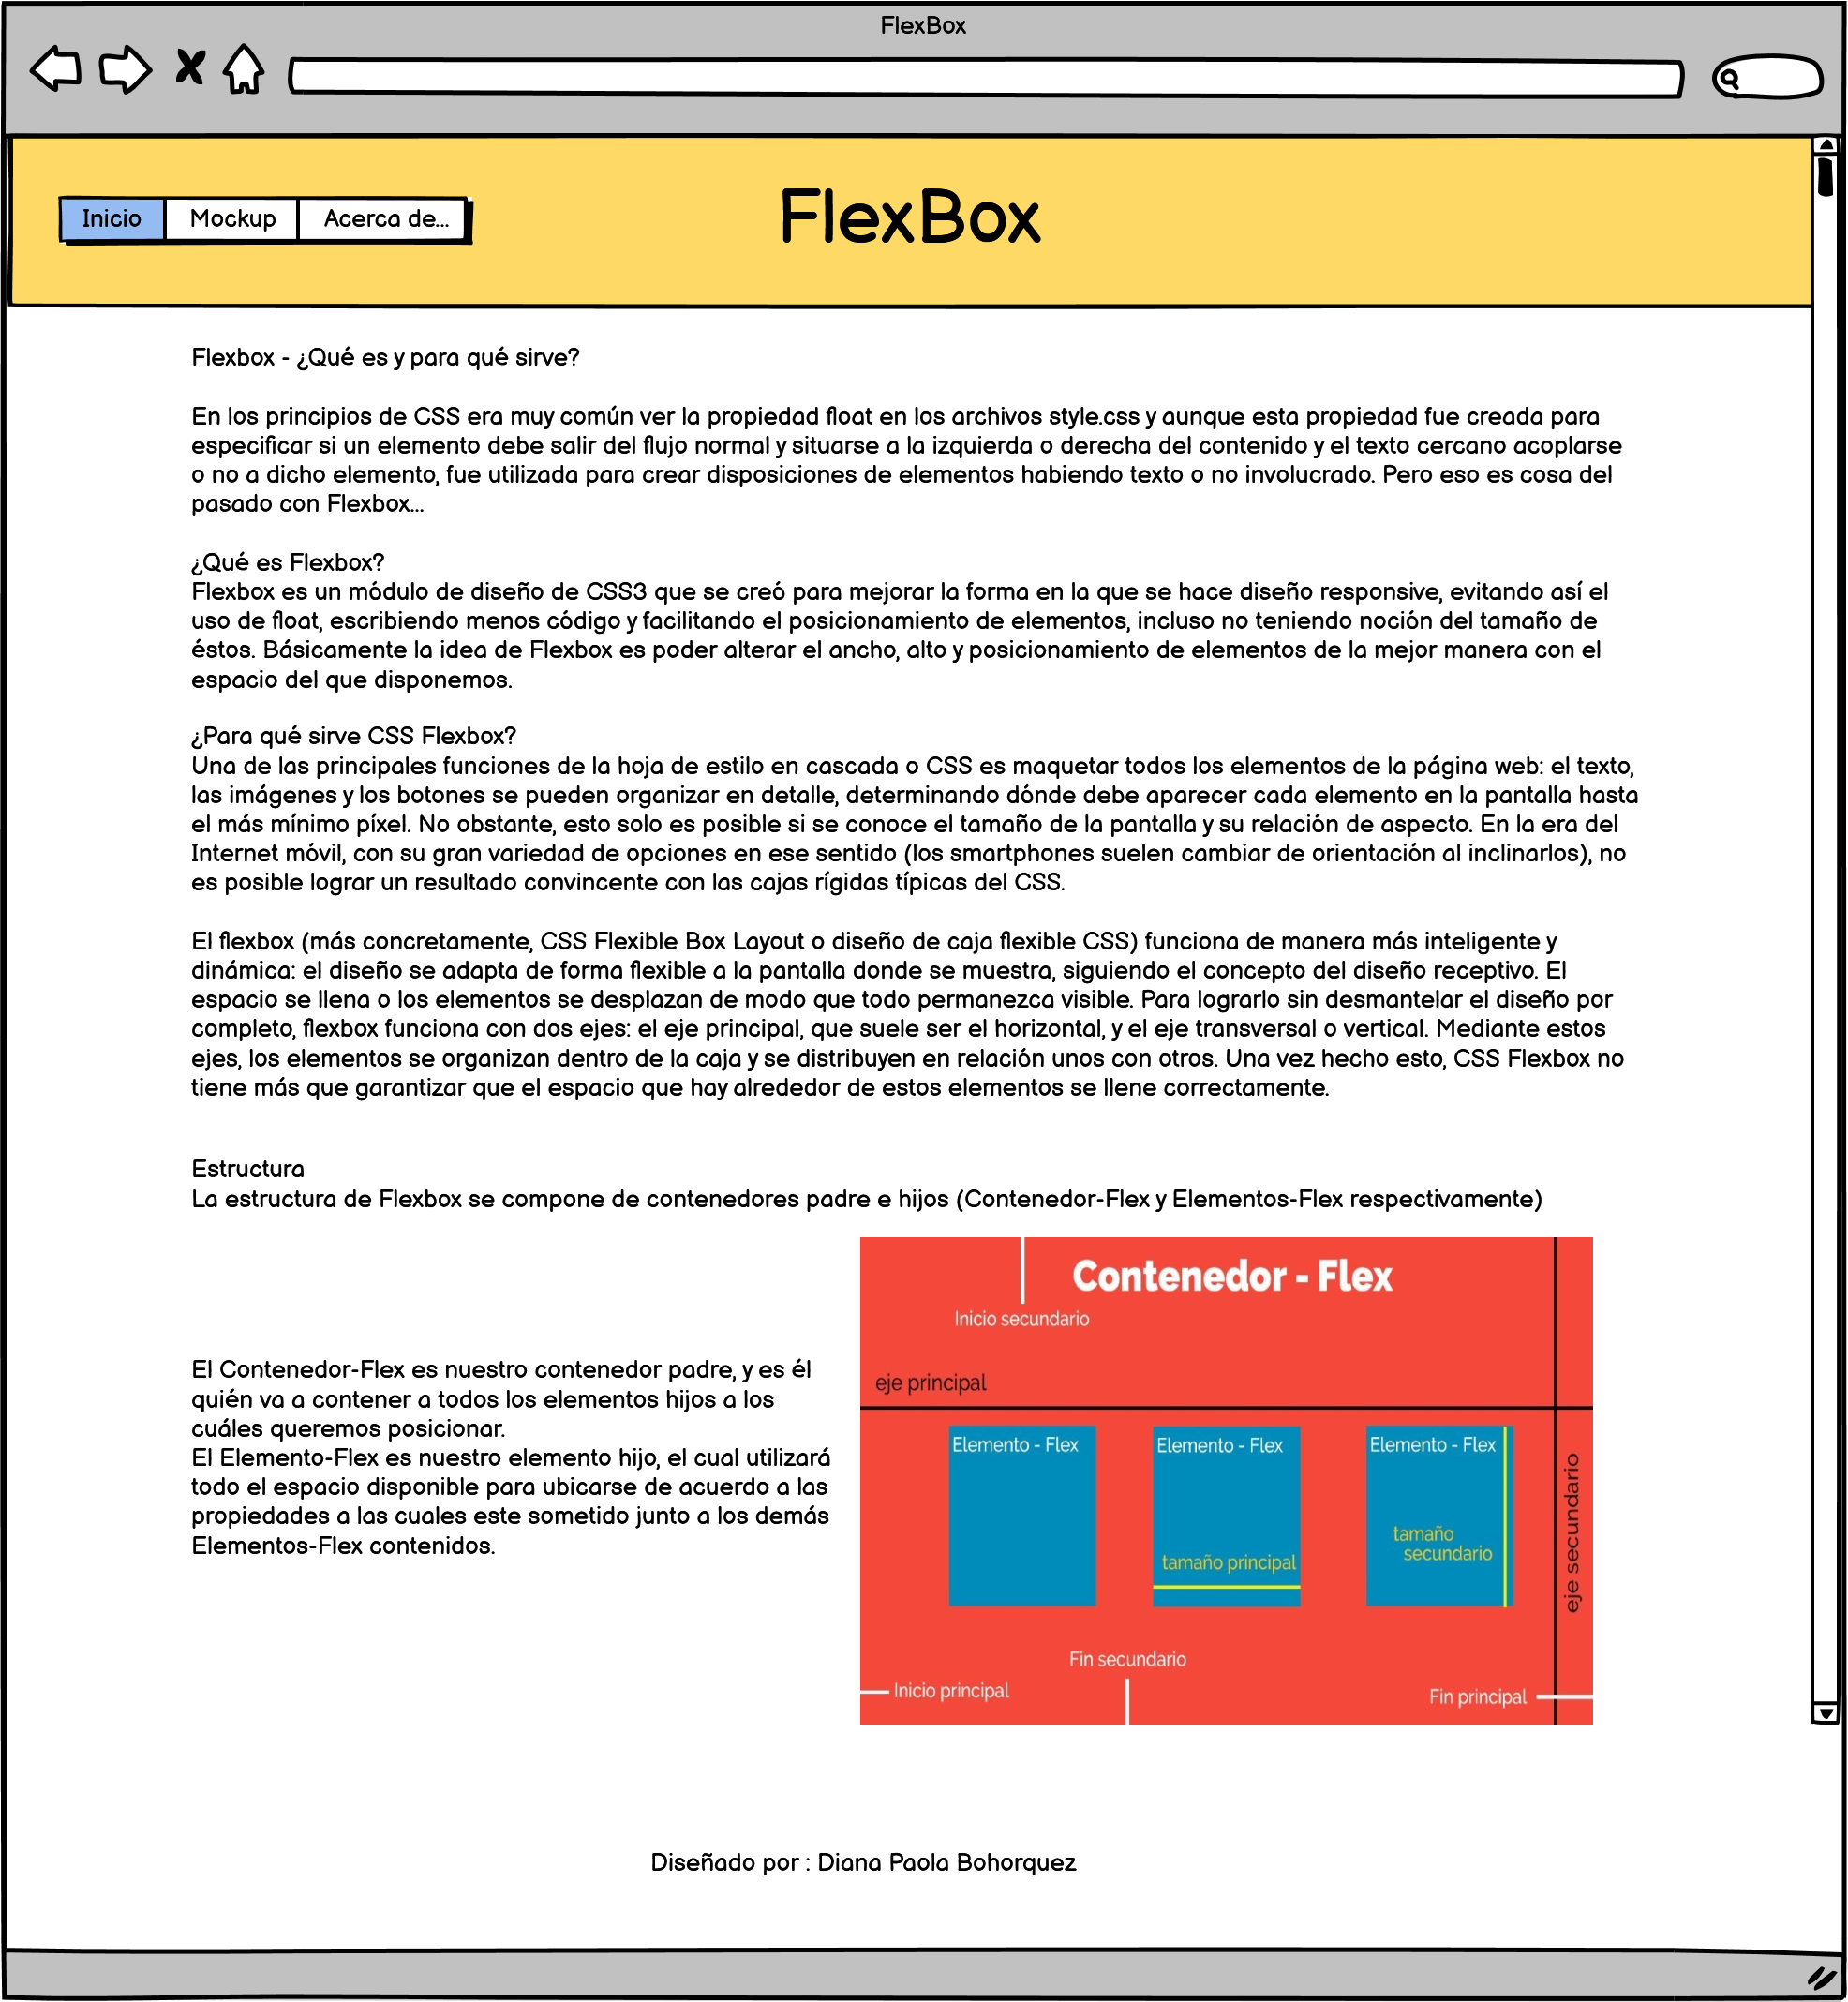 FlexBox
Inicio
Mockup
Acerca de...
FlexBox
Flexbox - ¿Qué es y para qué sirve?
En los principios de CSS era muy común ver la propiedad float en los archivos style.css y aunque esta propiedad fue creada para
especificar si un elemento debe salir del flujo normal y situarse a la izquierda o derecha del contenido y el texto cercano acoplarse
o no a dicho elemento, fue utilizada para crear disposiciones de elementos habiendo texto o no involucrado. Pero eso es cosa del
pasado con Flexbox...
¿Qué es Flexbox?
Flexbox es un módulo de diseño de CSS3 que se creó para mejorar la forma en la que se hace diseño responsive, evitando así el
uso de float, escribiendo menos código y facilitando el posicionamiento de elementos, incluso no teniendo noción del tamaño de
éstos. Básicamente la idea de Flexbox es poder alterar el ancho, alto y posicionamiento de elementos de la mejor manera con el
espacio del que disponemos.
¿Para qué sirve CSS Flexbox?
Una de las principales funciones de la hoja de estilo en cascada o CSS es maquetar todos los elementos de la página web: el texto,
las imágenes y los botones se pueden organizar en detalle, determinando dónde debe aparecer cada elemento en la pantalla hasta
el más mínimo píxel. No obstante, esto solo es posible si se conoce el tamaño de la pantalla y su relación de aspecto. En la era del
Internet móvil, con su gran variedad de opciones en ese sentido (los smartphones suelen cambiar de orientación al inclinarlos), no
es posible lograr un resultado convincente con las cajas rígidas típicas del CSS.
El flexbox (más concretamente, CSS Flexible Box Layout o diseño de caja flexible CSS) funciona de manera más inteligente y
dinámica: el diseño se adapta de forma flexible a la pantalla donde se muestra, siguiendo el concepto del diseño receptivo. El
espacio se llena o los elementos se desplazan de modo que todo permanezca visible. Para lograrlo sin desmantelar el diseño por
completo, flexbox funciona con dos ejes: el eje principal, que suele ser el horizontal, y el eje transversal o vertical. Mediante estos
ejes, los elementos se organizan dentro de la caja y se distribuyen en relación unos con otros. Una vez hecho esto, CSS Flexbox no
tiene más que garantizar que el espacio que hay alrededor de estos elementos se llene correctamente.
Estructura
La estructura de Flexbox se compone de contenedores padre e hijos (Contenedor-Flex y Elementos-Flex respectivamente)
El Contenedor-Flex es nuestro contenedor padre, y es él
quién va a contener a todos los elementos hijos a los
cuáles queremos posicionar.
El Elemento-Flex es nuestro elemento hijo, el cual utilizará
todo el espacio disponible para ubicarse de acuerdo a las
propiedades a las cuales este sometido junto a los demás
Elementos-Flex contenidos.
Contenedor - Flex
Inicio secundario
eje principal
Elemento - Flex
Elemento - Flex
tamaño principal
Elemento - Flex
tamaño
secundario
eje secundario
Fin secundario
Inicio principal
Fin principal
Diseñado por : Diana Paola Bohorquez